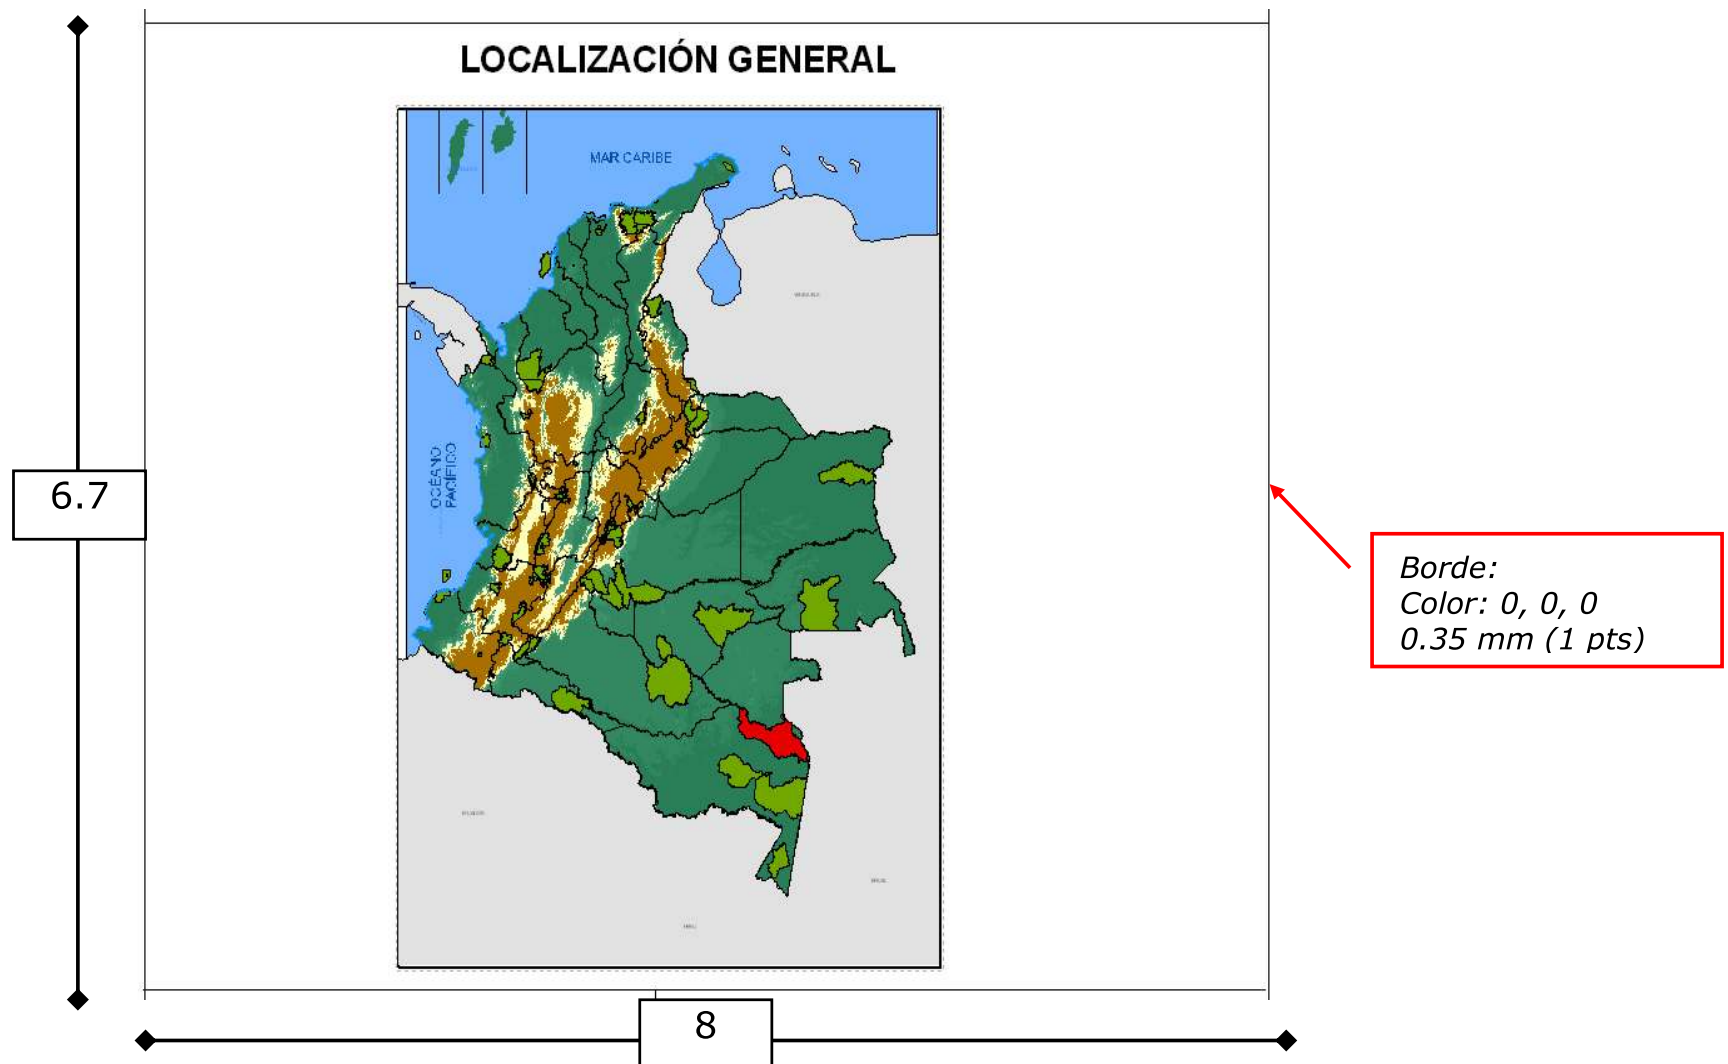 LOCALIZACIÓN GENERAL
MAR CARIBE
OCÉANO
PACÍFICO
6.7
Borde:
Color: 0, 0, 0
0.35 mm (1 pts)
8